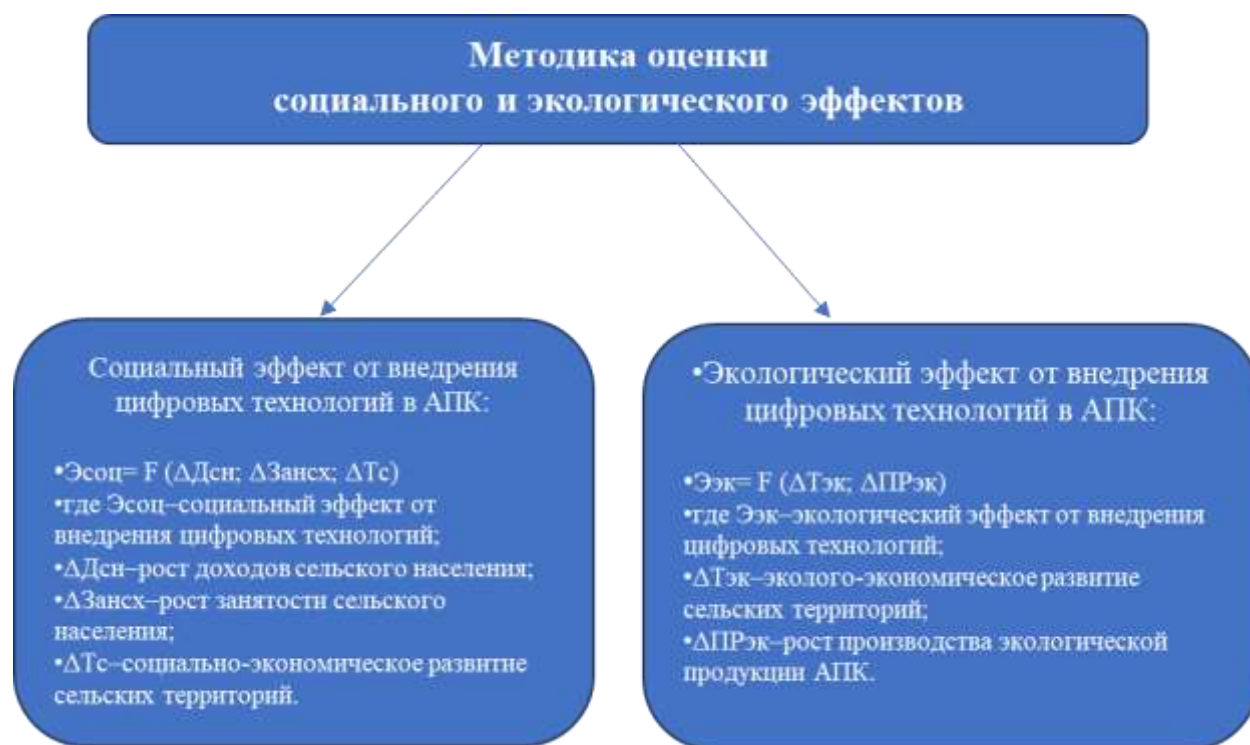 Методика оценки
социального и экологического эффектов
Социальный эффект от внедрения
цифровых технологий в АПК:
•Эсоц= F (ΔДсн; ΔЗансх; ΔТс)
•где Эсоц–социальный эффект от
внедрения цифровых технологий;
•ΔДсн–рост доходов сельского населения;
•ΔЗансх–рост занятости сельского
населения;
•ΔТс–социально-экономическое развитие
сельских территорий.
•Экологический эффект от внедрения
цифровых технологий в АПК:
•Ээк= F (ΔТэк; ΔПРэк)
•где Ээк–экологический эффект от внедрения
цифровых технологий;
•ΔТэк–эколого-экономическое развитие
сельских территорий;
•ΔПРэк–рост производства экологической
продукции АПК.